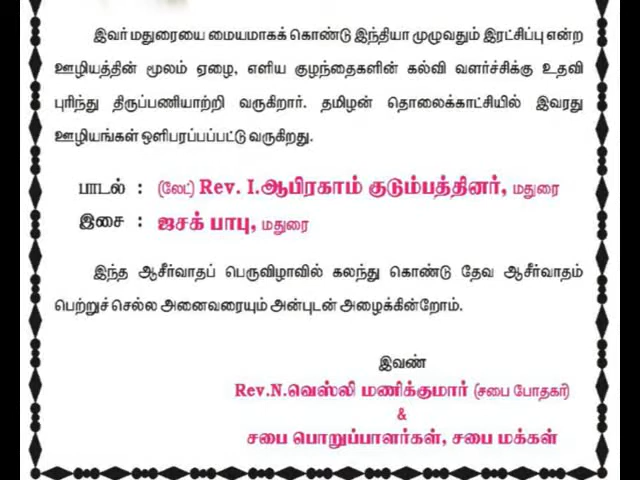 இவர் மதுரையை மையமாகக் கொண்டு இந்தியா முழுவதும் இரட்சிப்பு என்ற
ஊழியத்தின் மூலம் ஏழை, எளிய குழந்தைகளின் கல்வி வளர்ச்சிக்கு உதவி
புரிந்து திருப்பணியாற்றி வருகிறார். தமிழன் தொலைக்காட்சியில் இவரது
ஊழியங்கள் ஒளிபரப்பப்பட்டு வருகிறது.
பாடல் : (லேட்) Rev. I.ஆபிரகாம் குடும்பத்தினர், மதுரை
இசை : ஐசக் பாபு, மதுரை
இந்த ஆசீர்வாதப் பெருவிழாவில் கலந்து கொண்டு தேவ ஆசீர்வாதம்
பெற்றுச் செல்ல அனைவரையும் அன்புடன் அழைக்கின்றோம்.
இவண்
Rev.N.வெஸ்லி மணிக்குமார் (சபை போதகர்)
&
சபை பொறுப்பாளர்கள், சபை மக்கள்